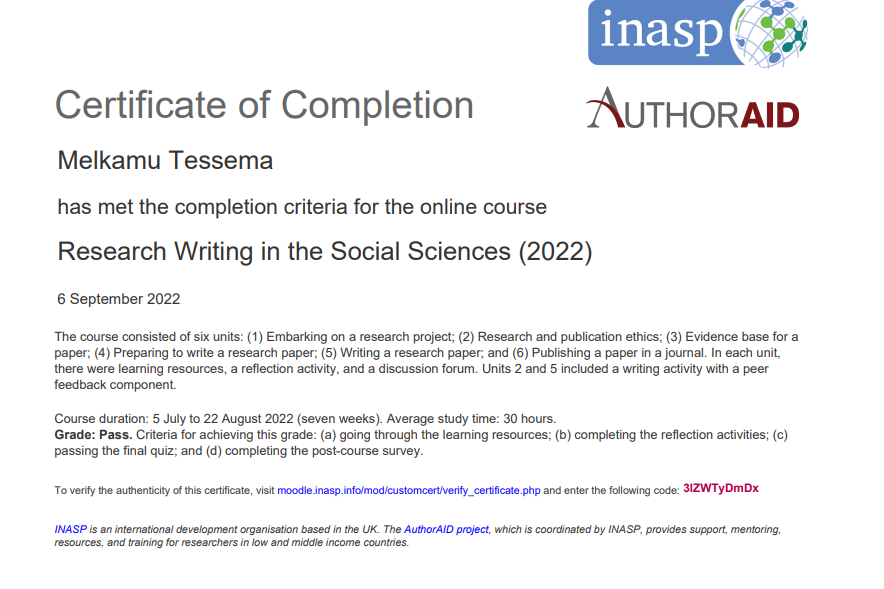 inasp
Certificate of Completion
AUTHORAID
Melkamu Tessema
has met the completion criteria for the online course
Research Writing in the Social Sciences (2022)
6 September 2022
The course consisted of six units: (1) Embarking on a research project; (2) Research and publication ethics; (3) Evidence base for a
paper; (4) Preparing to write a research paper; (5) Writing a research paper; and (6) Publishing a paper in a journal. In each unit,
there were learning resources, a reflection activity, and a discussion forum. Units 2 and 5 included a writing activity with a peer
feedback component.
Course duration: 5 July to 22 August 2022 (seven weeks). Average study time: 30 hours.
Grade: Pass. Criteria for achieving this grade: (a) going through the learning resources; (b) completing the reflection activities; (c)
passing the final quiz; and (d) completing the post-course survey.
To verify the authenticity of this certificate, visit moodle.inasp.info/mod/customcert/verify_certificate.php and enter the following code: 3lZWTyDmDx
INASP is an international development organisation based in the UK. The AuthorAID project, which is coordinated by INASP, provides support, mentoring,
resources, and training for researchers in low and middle income countries.